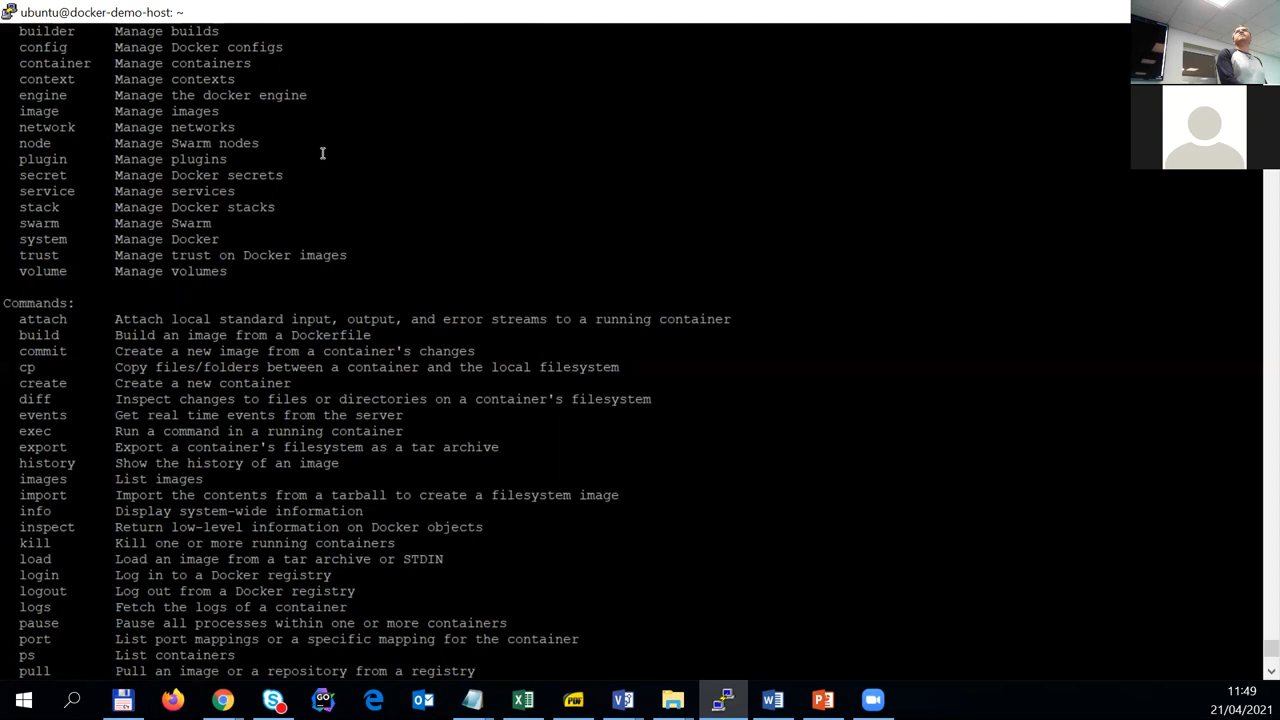 ubuntu@docker-demo-host: ~
builder Manage builds
config Manage Docker configs
container Manage containers
context Manage contexts
engine Manage the docker engine
image Manage images
network Manage networks
node Manage Swarm nodes
plugin Manage plugins
secret Manage Docker secrets
service Manage services
stack Manage Docker stacks
swarm Manage Swarm
system Manage Docker
trust Manage trust on Docker images
volume Manage volumes
Commands:
attach Attach local standard input, output, and error streams to a running container
build Build an image from a Dockerfile
commit Create a new image from a container's changes
cp Copy files/folders between a container and the local filesystem
create Create a new container
diff Inspect changes to files or directories on a container's filesystem
events Get real time events from the server
exec Run a command in a running container
export Export a container's filesystem as a tar archive
history Show the history of an image
images List images
import Import the contents from a tarball to create a filesystem image
info Display system-wide information
inspect Return low-level information on Docker objects
kill Kill one or more running containers
load Load an image from a tar archive or STDIN
login Log in to a Docker registry
logout Log out from a Docker registry
logs Fetch the logs of a container
pause Pause all processes within one or more containers
port List port mappings or a specific mapping for the container
ps List containers
pull Pull an image or a repository from a registry
11:49
21/04/2021